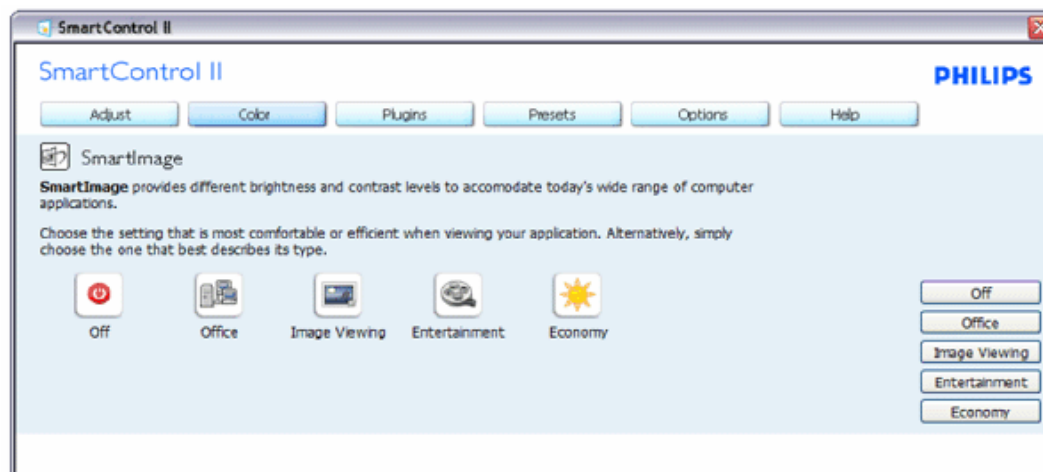 SmartControl II
SmartControl II
PHILIPS
Adjust Color Plugins Presets Options Help
SmartImage
SmartImage provides different brightness and contrast levels to accomodate today's wide range of computer
applications.
Choose the setting that is most comfortable or efficient when viewing your application. Alternatively, simply
choose the one that best describes its type.
Off Office Image Viewing Entertainment Economy
Off
Office
Image Viewing
Entertainment
Economy